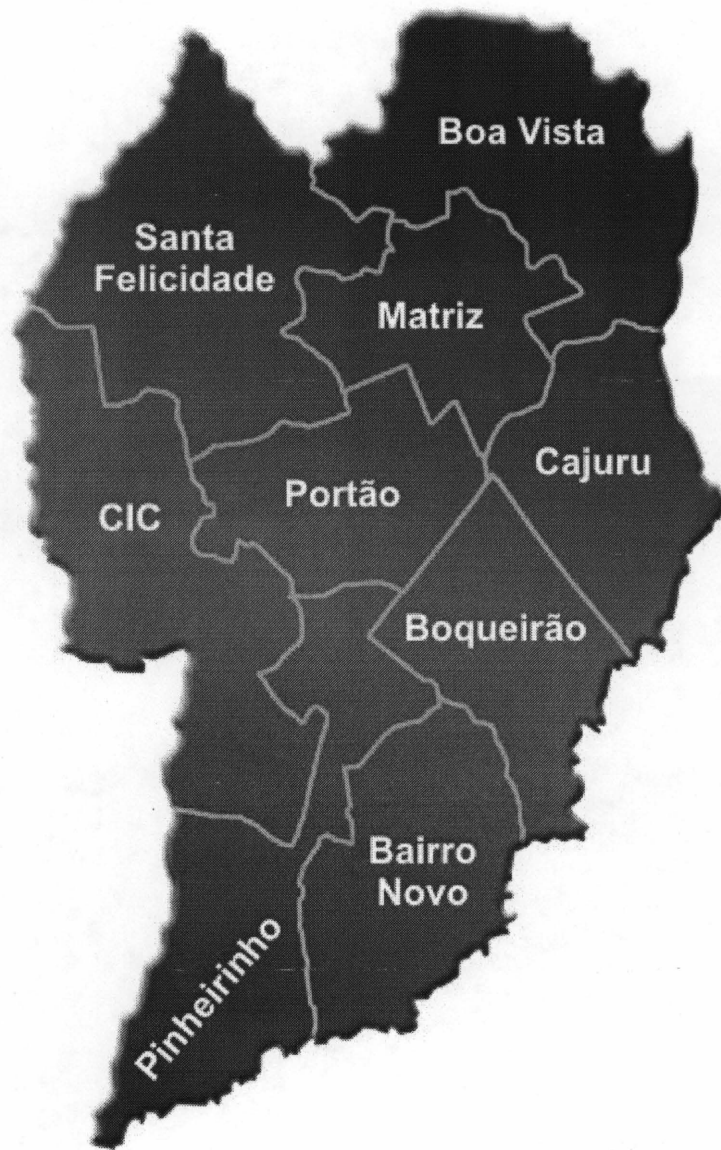 Boa Vista
Santa
Felicidade
Matriz
Cajuru
Portão
CIC
Boqueirão
Bairro
Novo
Pinheirinho